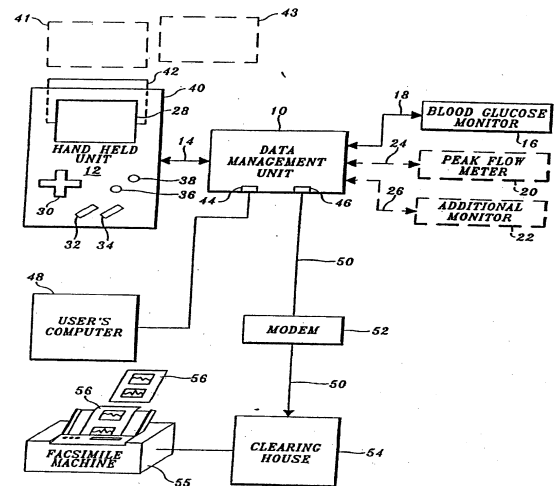 41
43
42
40
28
HAND HELD
UNIT
12
38
36
30
32
34
14
10
DATA
MANAGEMENT
UNIT
44
46
18
BLOOD GLUCOSE
MONITOR
16
24
PEAK FLOW
METER
20
26
ADDITIONAL
MONITOR
22
50
48
USER'S
COMPUTER
MODEM
52
50
56
56
FACSIMILE
MACHINE
55
CLEARING
HOUSE
54